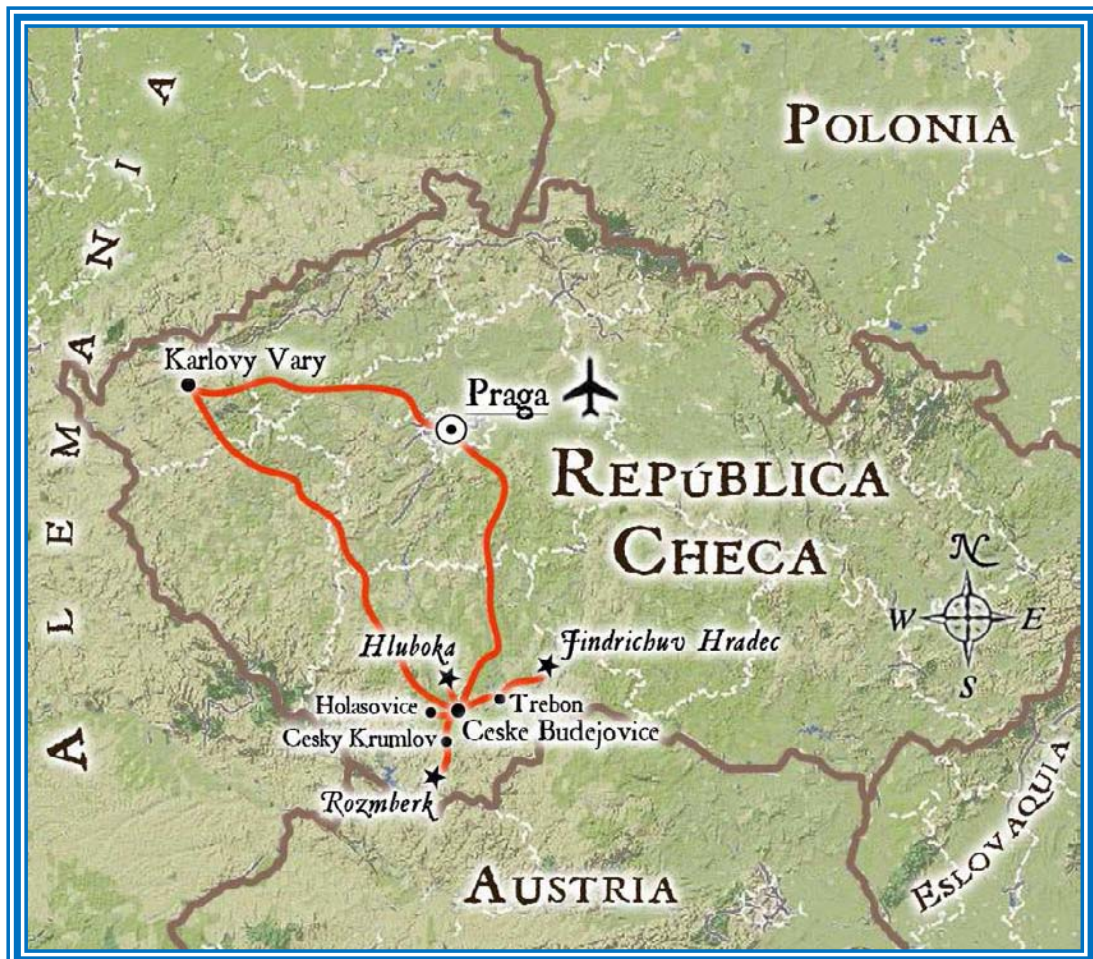 POLONIA
ALEMANIA
Karlovy Vary
Praga
REPÚBLICA
CHECA
N
W E
S
Hluboka
Jindrichuv Hradec
Holasovice
Trebon
Cesky Krumlov
Ceske Budejovice
Rozmberk
AUSTRIA
ESLOVAQUIA